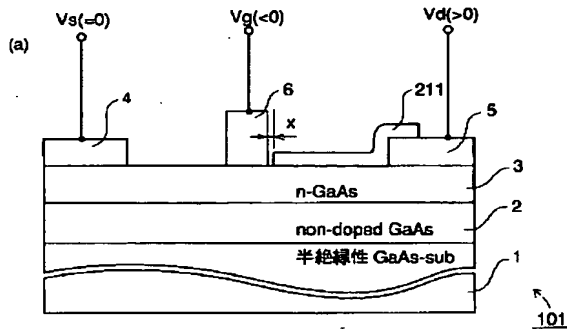 Vs(=0)
Vg(<0)
Vd(>0)
(a)
4
6
211
5
x
3
n-GaAs
2
non-doped GaAs
半絶縁性 GaAs-sub
1
101